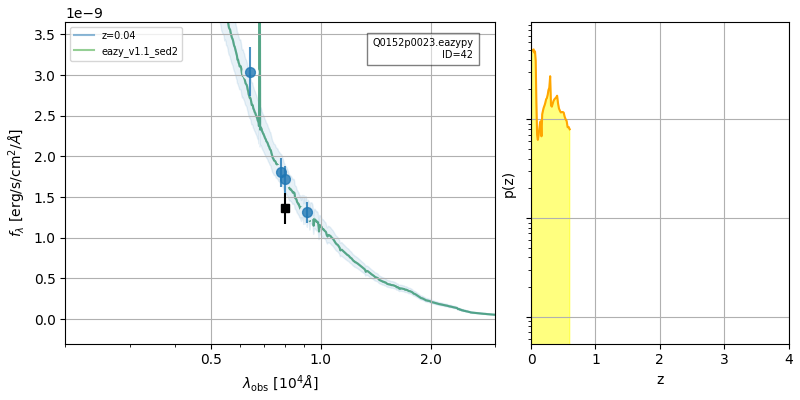 1e−9
z=0.04
eazy_v1.1_sed2
Q0152p0023.eazypy
ID=42
3.5
3.0
2.5
2.0
1.5
1.0
0.5
0.0
f_λ [erg/s/cm²/Å]
0.5 1.0 2.0
λ_obs [10⁴Å]
p(z)
0 1 2 3 4
z